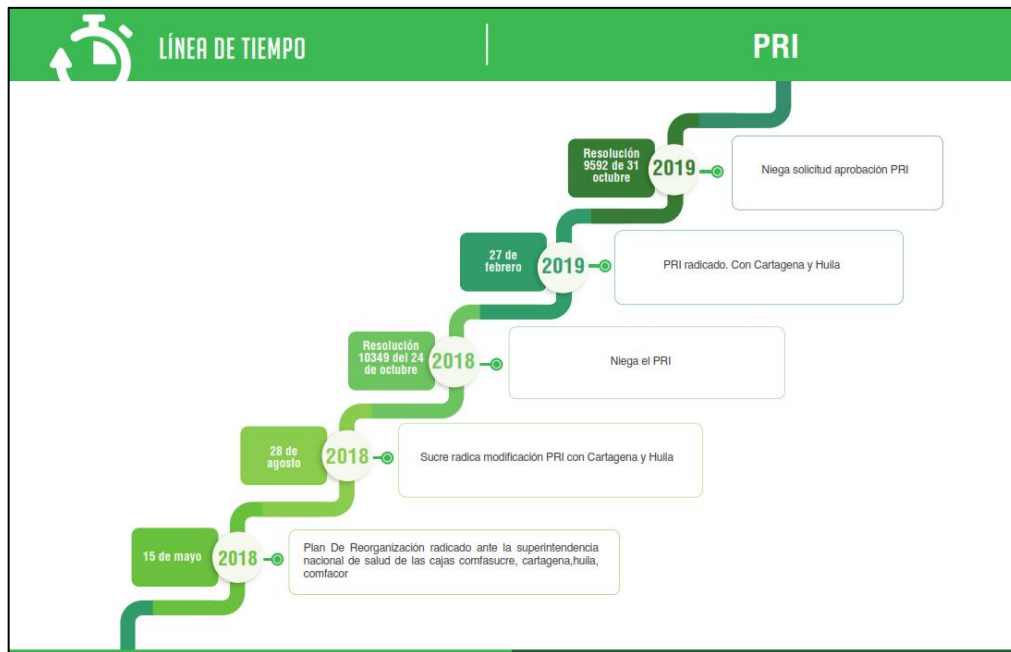 LÍNEA DE TIEMPO
PRI
Resolución
9592 de 31
octubre
2019
Niega solicitud aprobación PRI
27 de
febrero
2019
PRI radicado. Con Cartagena y Huila
Resolución
10349 del 24
de octubre
2018
Niega el PRI
28 de
agosto
2018
Sucre radica modificación PRI con Cartagena y Huila
15 de mayo
2018
Plan De Reorganización radicado ante la superintendencia
nacional de salud de las cajas comfasucre, cartagena,huila,
comfacor